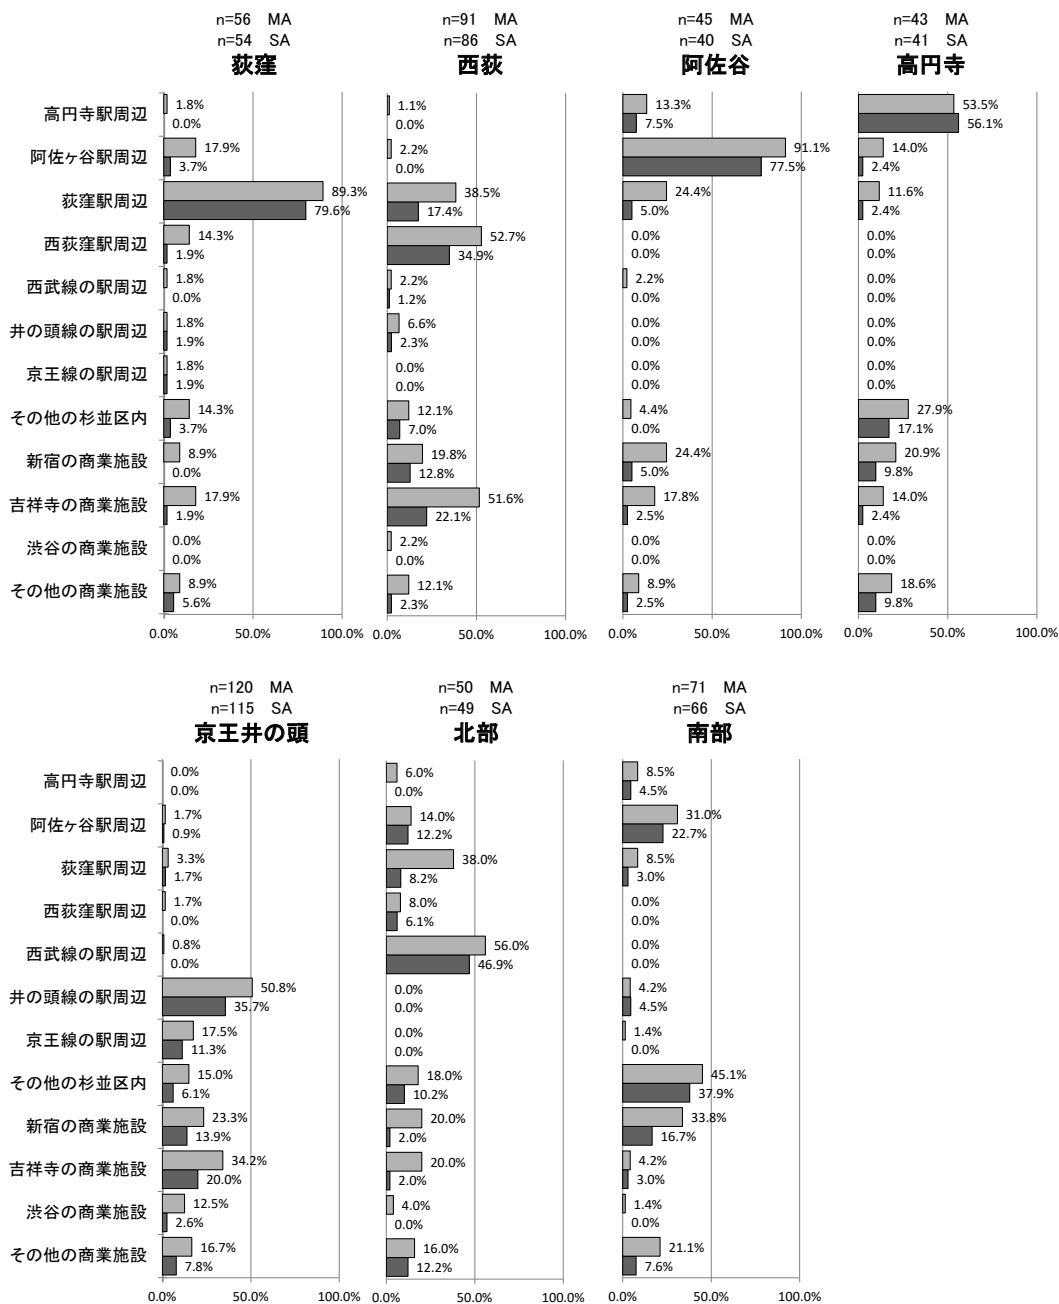 n=56 MA
n=54 SA
荻窪
n=91 MA
n=86 SA
西荻
n=45 MA
n=40 SA
阿佐谷
n=43 MA
n=41 SA
高円寺
高円寺駅周辺 1.8% 1.1% 13.3% 53.5%
0.0% 0.0% 7.5% 56.1%
阿佐ヶ谷駅周辺 17.9% 2.2% 91.1% 14.0%
3.7% 0.0% 77.5% 2.4%
荻窪駅周辺 89.3% 38.5% 24.4% 11.6%
79.6% 17.4% 5.0% 2.4%
西荻窪駅周辺 14.3% 52.7% 0.0% 0.0%
1.9% 34.9% 0.0% 0.0%
西武線の駅周辺 1.8% 2.2% 2.2% 0.0%
0.0% 1.2% 0.0% 0.0%
井の頭線の駅周辺 1.8% 6.6% 0.0% 0.0%
1.9% 2.3% 0.0% 0.0%
京王線の駅周辺 1.8% 0.0% 0.0% 0.0%
1.9% 0.0% 0.0% 0.0%
その他の杉並区内 14.3% 12.1% 4.4% 27.9%
3.7% 7.0% 0.0% 17.1%
新宿の商業施設 8.9% 19.8% 24.4% 20.9%
0.0% 12.8% 5.0% 9.8%
吉祥寺の商業施設 17.9% 51.6% 17.8% 14.0%
1.9% 22.1% 2.5% 2.4%
渋谷の商業施設 0.0% 2.2% 0.0% 0.0%
0.0% 0.0% 0.0% 0.0%
その他の商業施設 8.9% 12.1% 8.9% 18.6%
5.6% 2.3% 2.5% 9.8%
0.0% 50.0% 100.0% 0.0% 50.0% 100.0% 0.0% 50.0% 100.0% 0.0% 50.0% 100.0%
n=120 MA
n=115 SA
京王井の頭
n=50 MA
n=49 SA
北部
n=71 MA
n=66 SA
南部
高円寺駅周辺 0.0% 6.0% 8.5%
0.0% 0.0% 4.5%
阿佐ヶ谷駅周辺 1.7% 14.0% 31.0%
0.9% 12.2% 22.7%
荻窪駅周辺 3.3% 38.0% 8.5%
1.7% 8.2% 3.0%
西荻窪駅周辺 1.7% 8.0% 0.0%
0.0% 6.1% 0.0%
西武線の駅周辺 0.8% 56.0% 0.0%
0.0% 46.9% 0.0%
井の頭線の駅周辺 50.8% 0.0% 4.2%
35.7% 0.0% 4.5%
京王線の駅周辺 17.5% 0.0% 1.4%
11.3% 0.0% 0.0%
その他の杉並区内 15.0% 18.0% 45.1%
6.1% 10.2% 37.9%
新宿の商業施設 23.3% 20.0% 33.8%
13.9% 2.0% 16.7%
吉祥寺の商業施設 34.2% 20.0% 4.2%
20.0% 2.0% 3.0%
渋谷の商業施設 12.5% 4.0% 1.4%
2.6% 0.0% 0.0%
その他の商業施設 16.7% 16.0% 21.1%
7.8% 12.2% 7.6%
0.0% 50.0% 100.0% 0.0% 50.0% 100.0% 0.0% 50.0% 100.0%